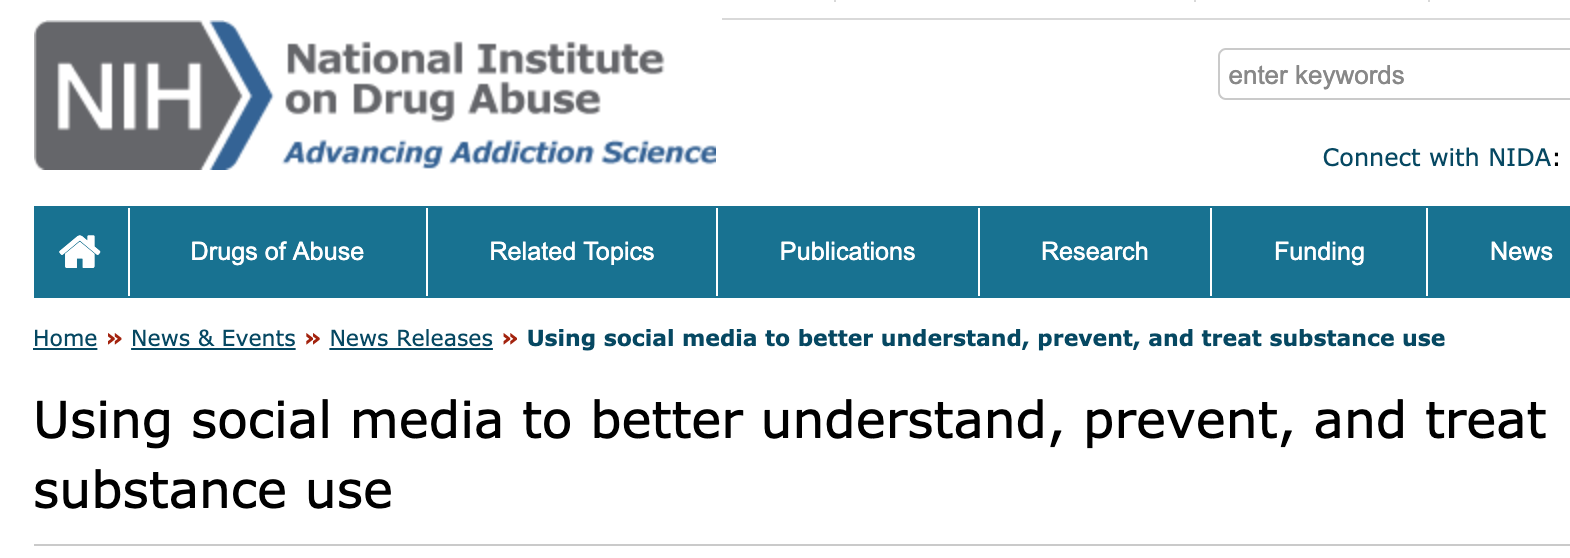 NIH
National Institute
on Drug Abuse
Advancing Addiction Science
enter keywords
Connect with NIDA:
Drugs of Abuse Related Topics Publications Research Funding News
Home » News & Events » News Releases » Using social media to better understand, prevent, and treat substance use
Using social media to better understand, prevent, and treat
substance use